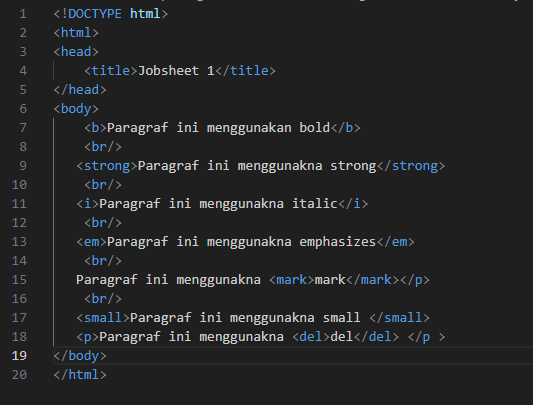 1 <!DOCTYPE html>
2 <html>
3 <head>
4 <title>Jobsheet 1</title>
5 </head>
6 <body>
7 <b>Paragraf ini menggunakan bold</b>
8 <br/>
9 <strong>Paragraf ini menggunakna strong</strong>
10 <br/>
11 <i>Paragraf ini menggunakna italic</i>
12 <br/>
13 <em>Paragraf ini menggunakna emphasizes</em>
14 <br/>
15 Paragraf ini menggunakna <mark>mark</mark></p>
16 <br/>
17 <small>Paragraf ini menggunakna small </small>
18 <p>Paragraf ini menggunakna <del>del</del> </p >
19 </body>
20 </html>